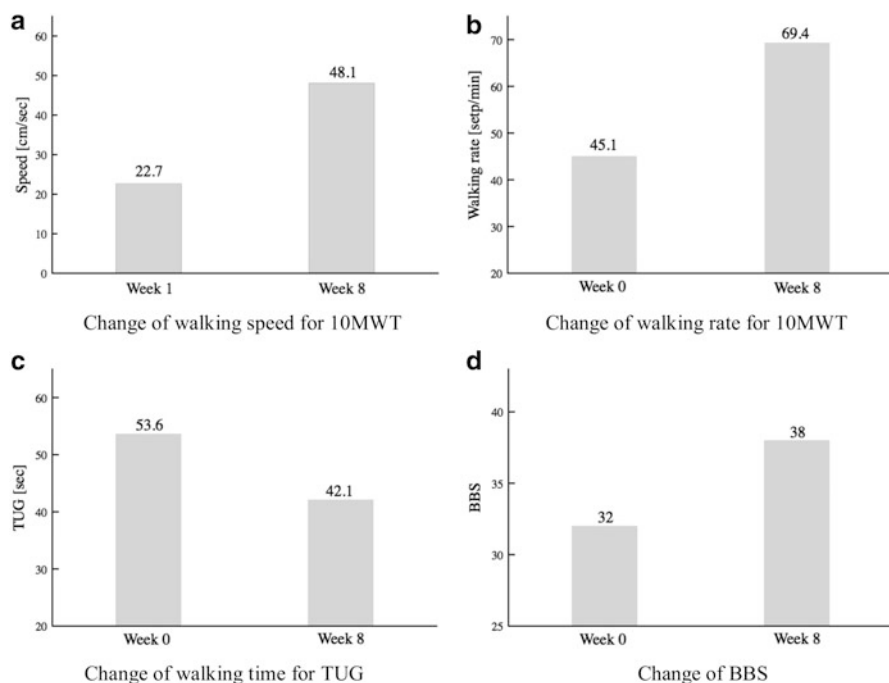 a
60
50
40
30
20
10
0
Speed [cm/sec]
22.7
48.1
Week 1
Week 8
Change of walking speed for 10MWT
b
70
60
50
40
30
20
Walking rate [setp/min]
45.1
69.4
Week 0
Week 8
Change of walking rate for 10MWT
c
60
50
40
30
20
TUG [sec]
53.6
42.1
Week 0
Week 8
Change of walking time for TUG
d
40
35
30
25
BBS
32
38
Week 0
Week 8
Change of BBS